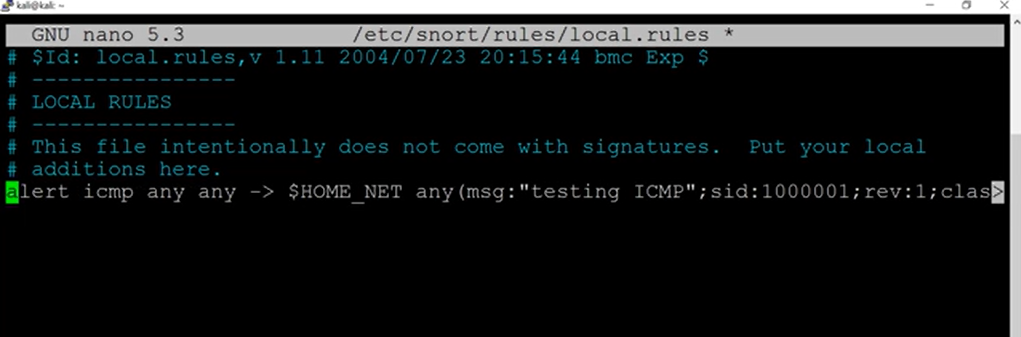 kali@kali: ~
GNU nano 5.3 /etc/snort/rules/local.rules *
# $Id: local.rules,v 1.11 2004/07/23 20:15:44 bmc Exp $
# ----------------
# LOCAL RULES
# ----------------
# This file intentionally does not come with signatures.  Put your local
# additions here.
alert icmp any any -> $HOME_NET any(msg:"testing ICMP";sid:1000001;rev:1;clas>